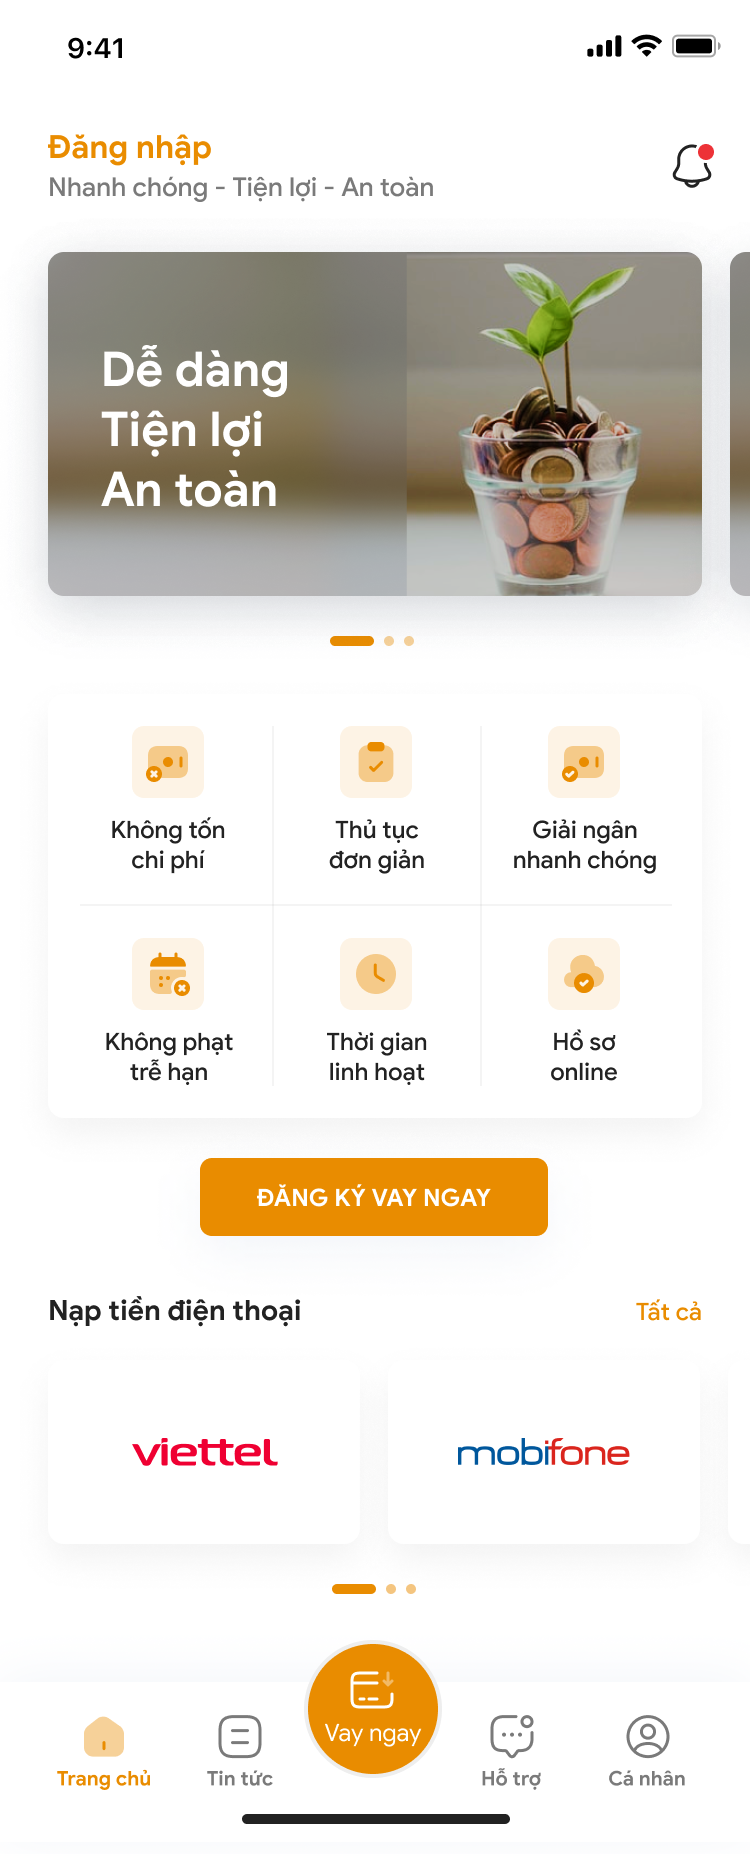 9:41
Đăng nhập
Nhanh chóng - Tiện lợi - An toàn
Dễ dàng
Tiện lợi
An toàn
Không tốn
chi phí
Thủ tục
đơn giản
Giải ngân
nhanh chóng
Không phạt
trễ hạn
Thời gian
linh hoạt
Hồ sơ
online
ĐĂNG KÝ VAY NGAY
Nạp tiền điện thoại
Tất cả
viettel
mobifone
Trang chủ
Tin tức
Vay ngay
Hỗ trợ
Cá nhân